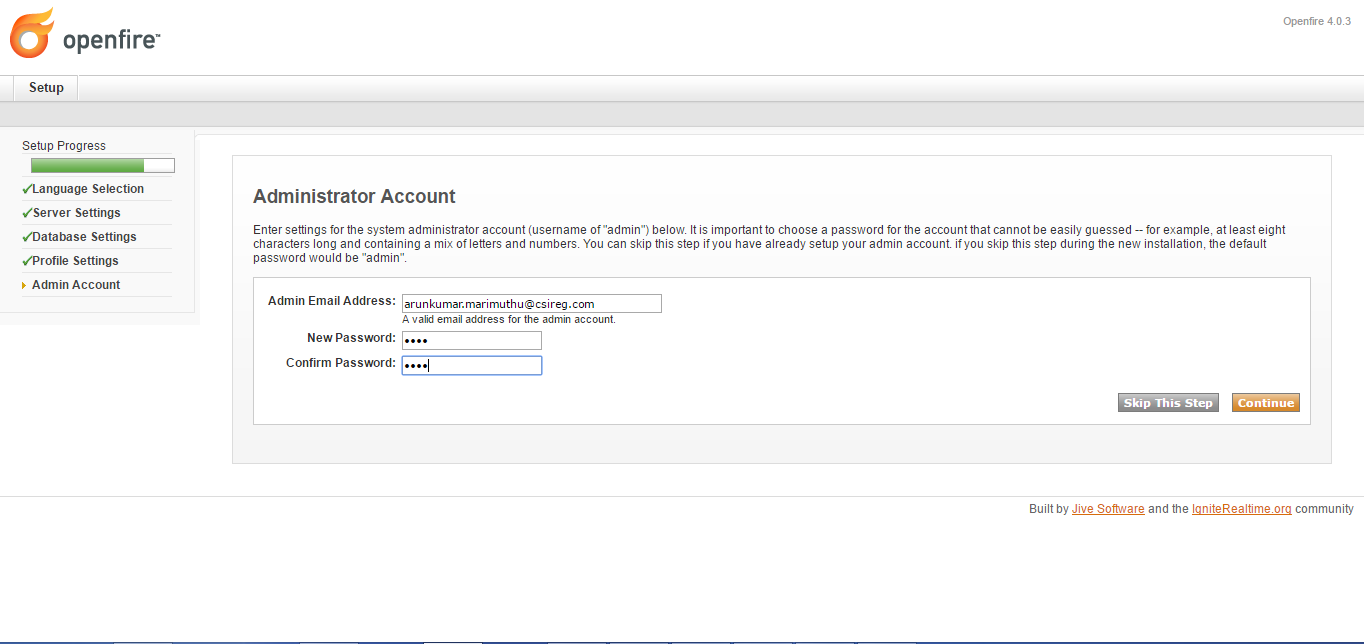 openfire™
Openfire 4.0.3
Setup
Setup Progress
Language Selection
Server Settings
Database Settings
Profile Settings
Admin Account
Administrator Account
Enter settings for the system administrator account (username of "admin") below. It is important to choose a password for the account that cannot be easily guessed -- for example, at least eight
characters long and containing a mix of letters and numbers. You can skip this step if you have already setup your admin account. if you skip this step during the new installation, the default
password would be "admin".
Admin Email Address: arunkumar.marimuthu@csireg.com
A valid email address for the admin account.
New Password: ••••
Confirm Password: ••••
Skip This Step Continue
Built by Jive Software and the IgniteRealtime.org community